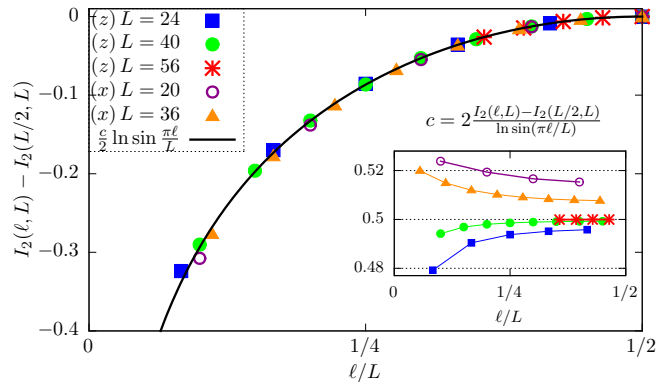 0
−0.1
−0.2
−0.3
−0.4
I₂(ℓ, L) − I₂(L/2, L)
(z) L = 24
(z) L = 40
(z) L = 56
(x) L = 20
(x) L = 36
c/2 ln sin πℓ/L
c = 2 I₂(ℓ,L)−I₂(L/2,L)/ln sin(πℓ/L)
0.52
0.5
0.48
0 1/4 1/2
ℓ/L
0 1/4 1/2
ℓ/L